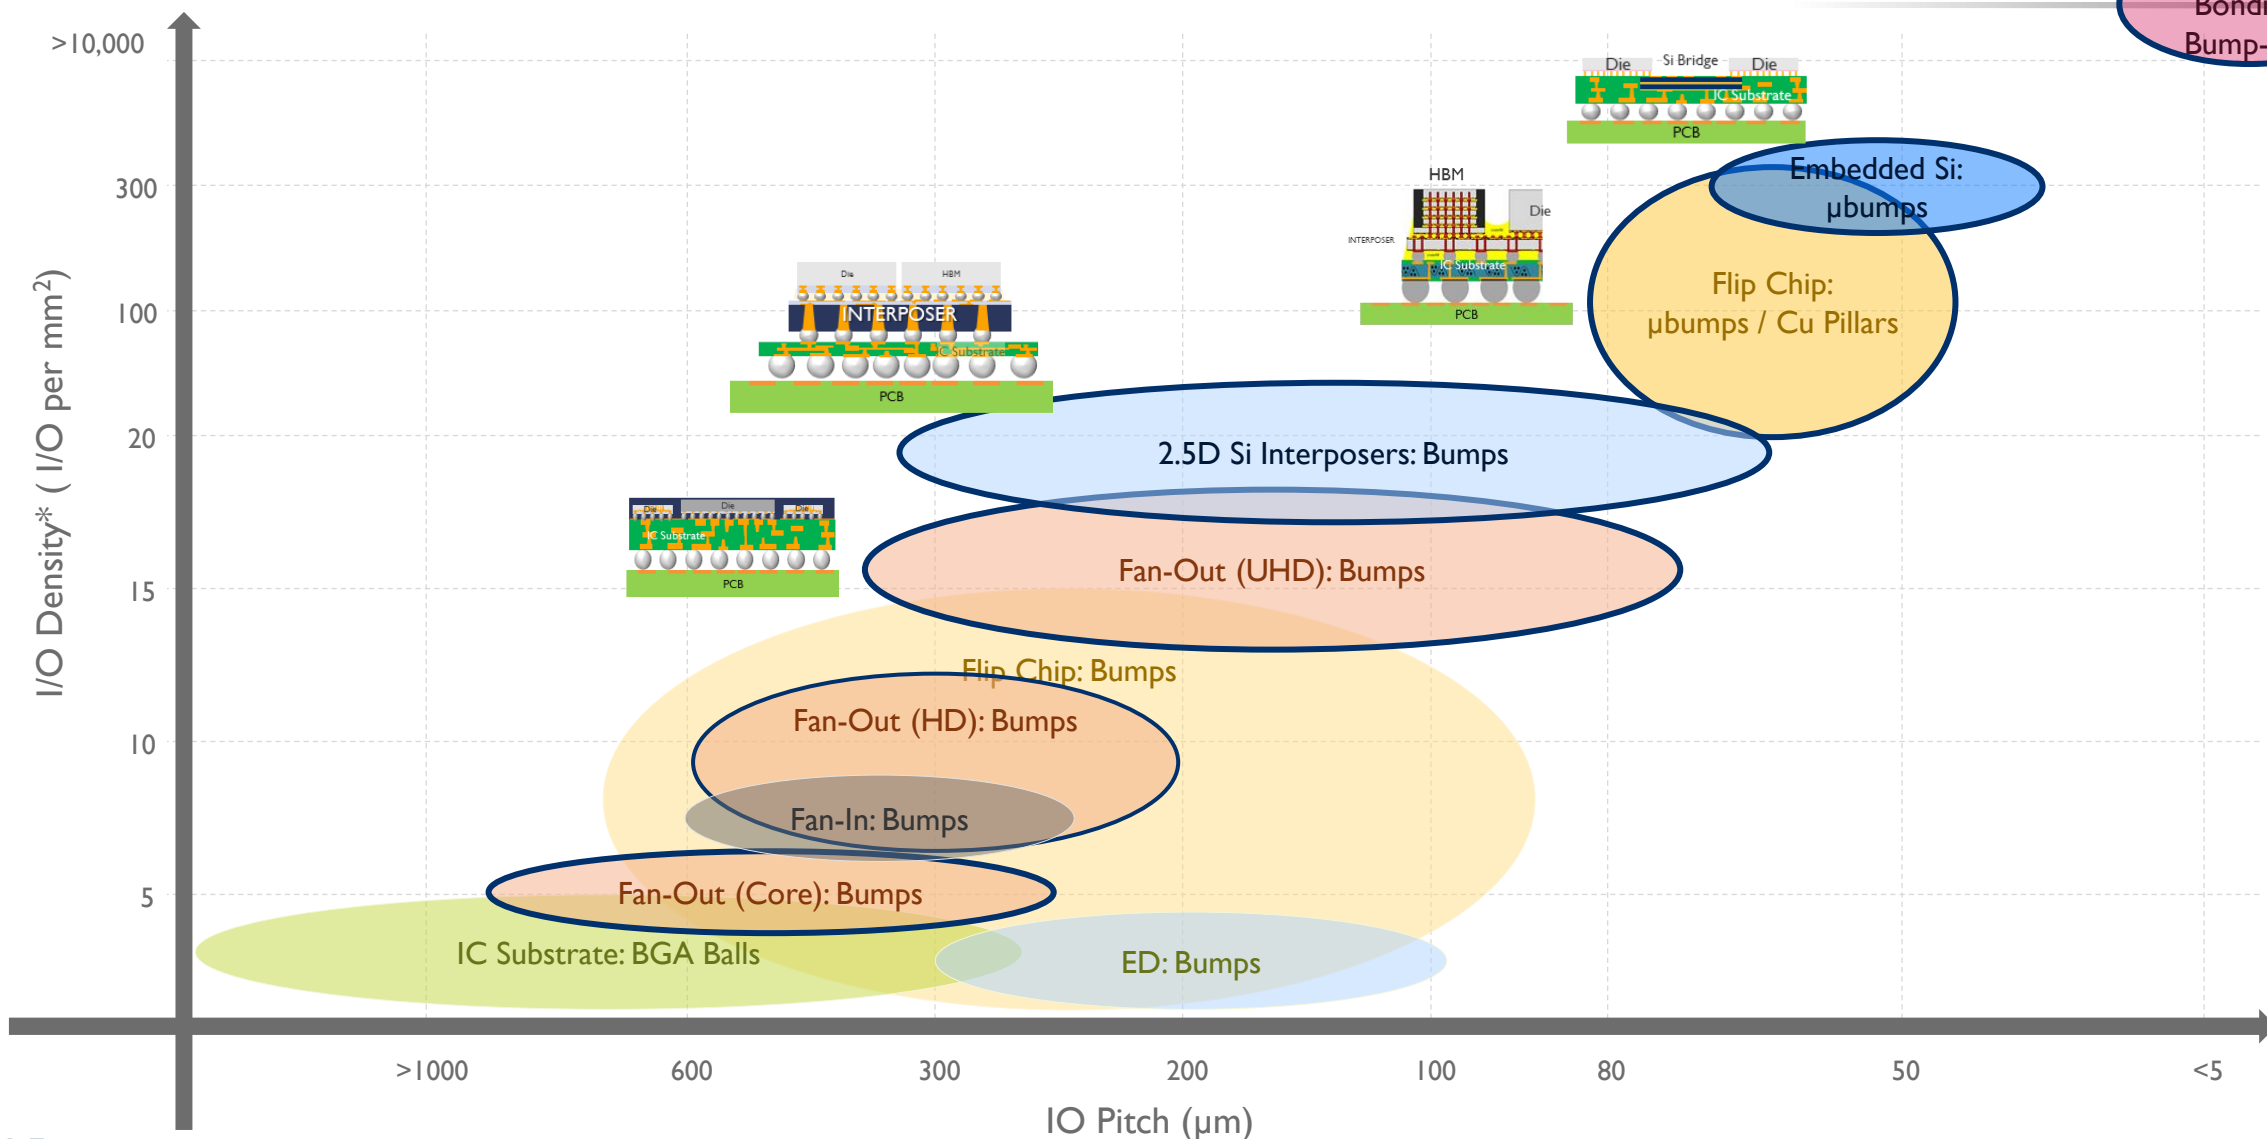 >10,000
300
100
20
15
10
5
I/O Density* ( I/O per mm²)
Bump-
Die
Si Bridge
Die
IC Substrate
PCB
Embedded Si:
µbumps
HBM
Die
INTERPOSER
IC Substrate
PCB
Flip Chip:
µbumps / Cu Pillars
Die
HBM
INTERPOSER
IC Substrate
PCB
2.5D Si Interposers: Bumps
Die
Die
Die
IC Substrate
PCB
Fan-Out (UHD): Bumps
Flip Chip: Bumps
Fan-Out (HD): Bumps
Fan-In: Bumps
Fan-Out (Core): Bumps
IC Substrate: BGA Balls
ED: Bumps
>1000
600
300
200
100
80
50
<5
IO Pitch (µm)